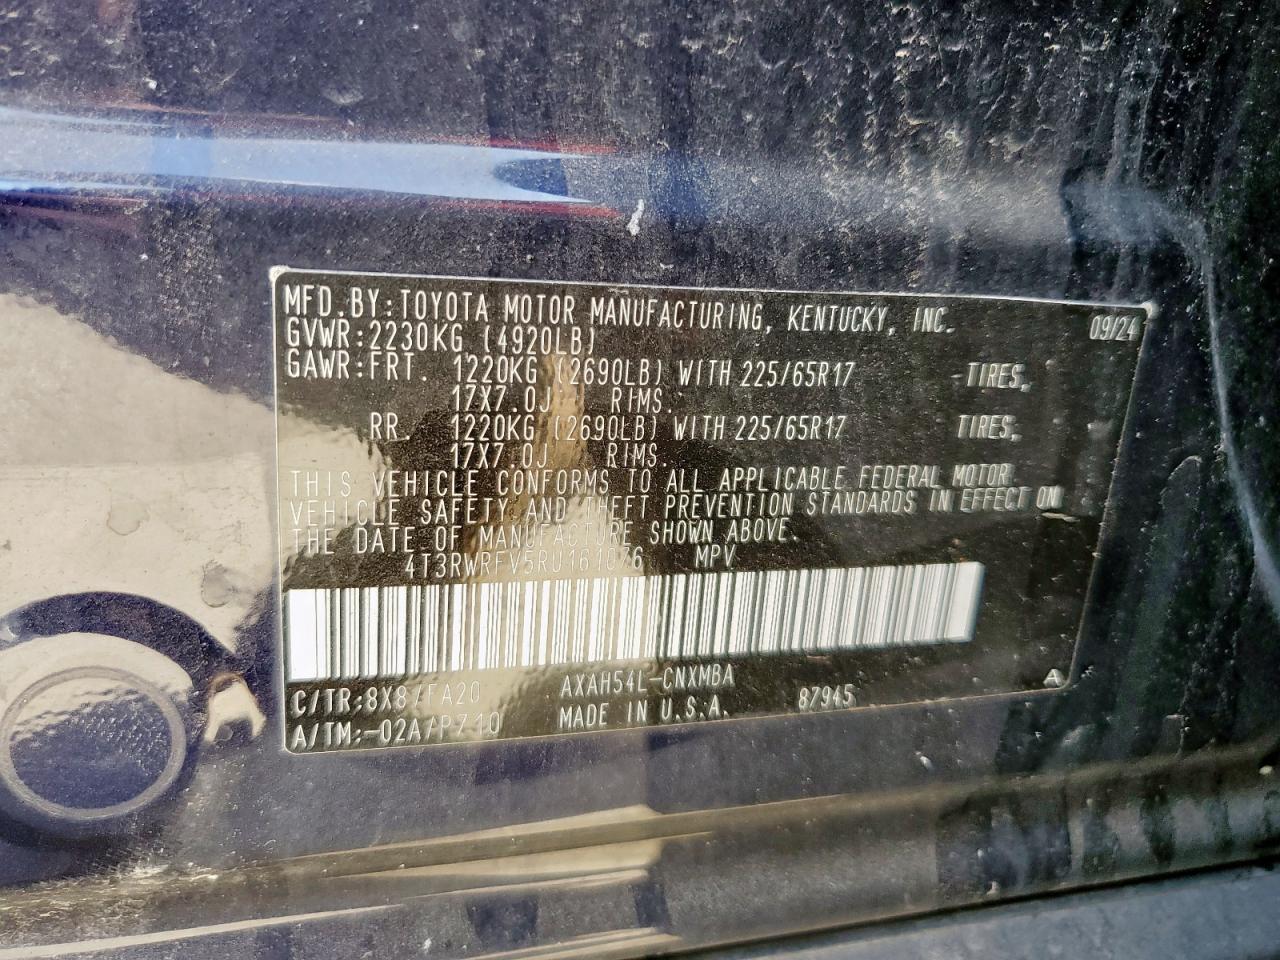 MFD.BY:TOYOTA MOTOR MANUFACTURING, KENTUCKY, INC. 09/24
GVWR:2230KG (4920LB)
GAWR:FRT. 1220KG (2690LB) WITH 225/65R17 TIRES,
17X7.0J RIMS.
RR. 1220KG (2690LB) WITH 225/65R17 TIRES,
17X7.0J RIMS.
THIS VEHICLE CONFORMS TO ALL APPLICABLE FEDERAL MOTOR
VEHICLE SAFETY AND THEFT PREVENTION STANDARDS IN EFFECT ON
THE DATE OF MANUFACTURE SHOWN ABOVE.
4T3RWRFV5RU161076 MPV
C/TR:8X8/FA20 AXAH54L-CNXMBA
A/TM:-02A/PZ10 MADE IN U.S.A. 87945 A